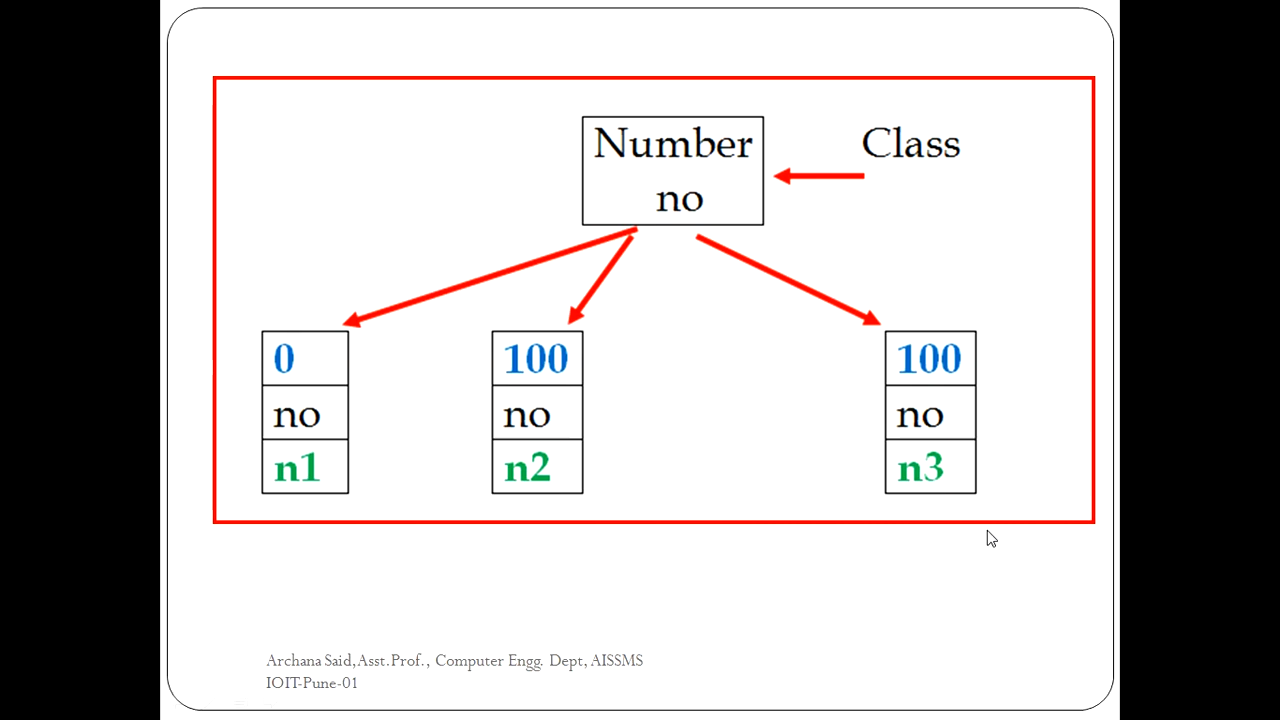 Number
no
Class
0
no
n1
100
no
n2
100
no
n3
Archana Said,Asst.Prof., Computer Engg. Dept, AISSMS
IOIT-Pune-01